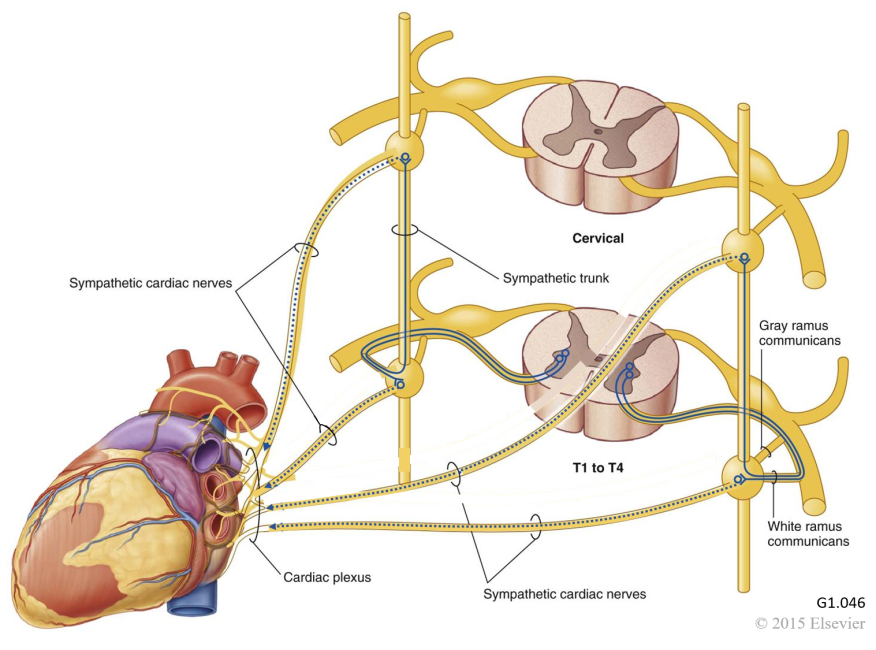 Cervical
Sympathetic cardiac nerves
Sympathetic trunk
Gray ramus
communicans
T1 to T4
White ramus
communicans
Cardiac plexus
Sympathetic cardiac nerves
G1.046
© 2015 Elsevier